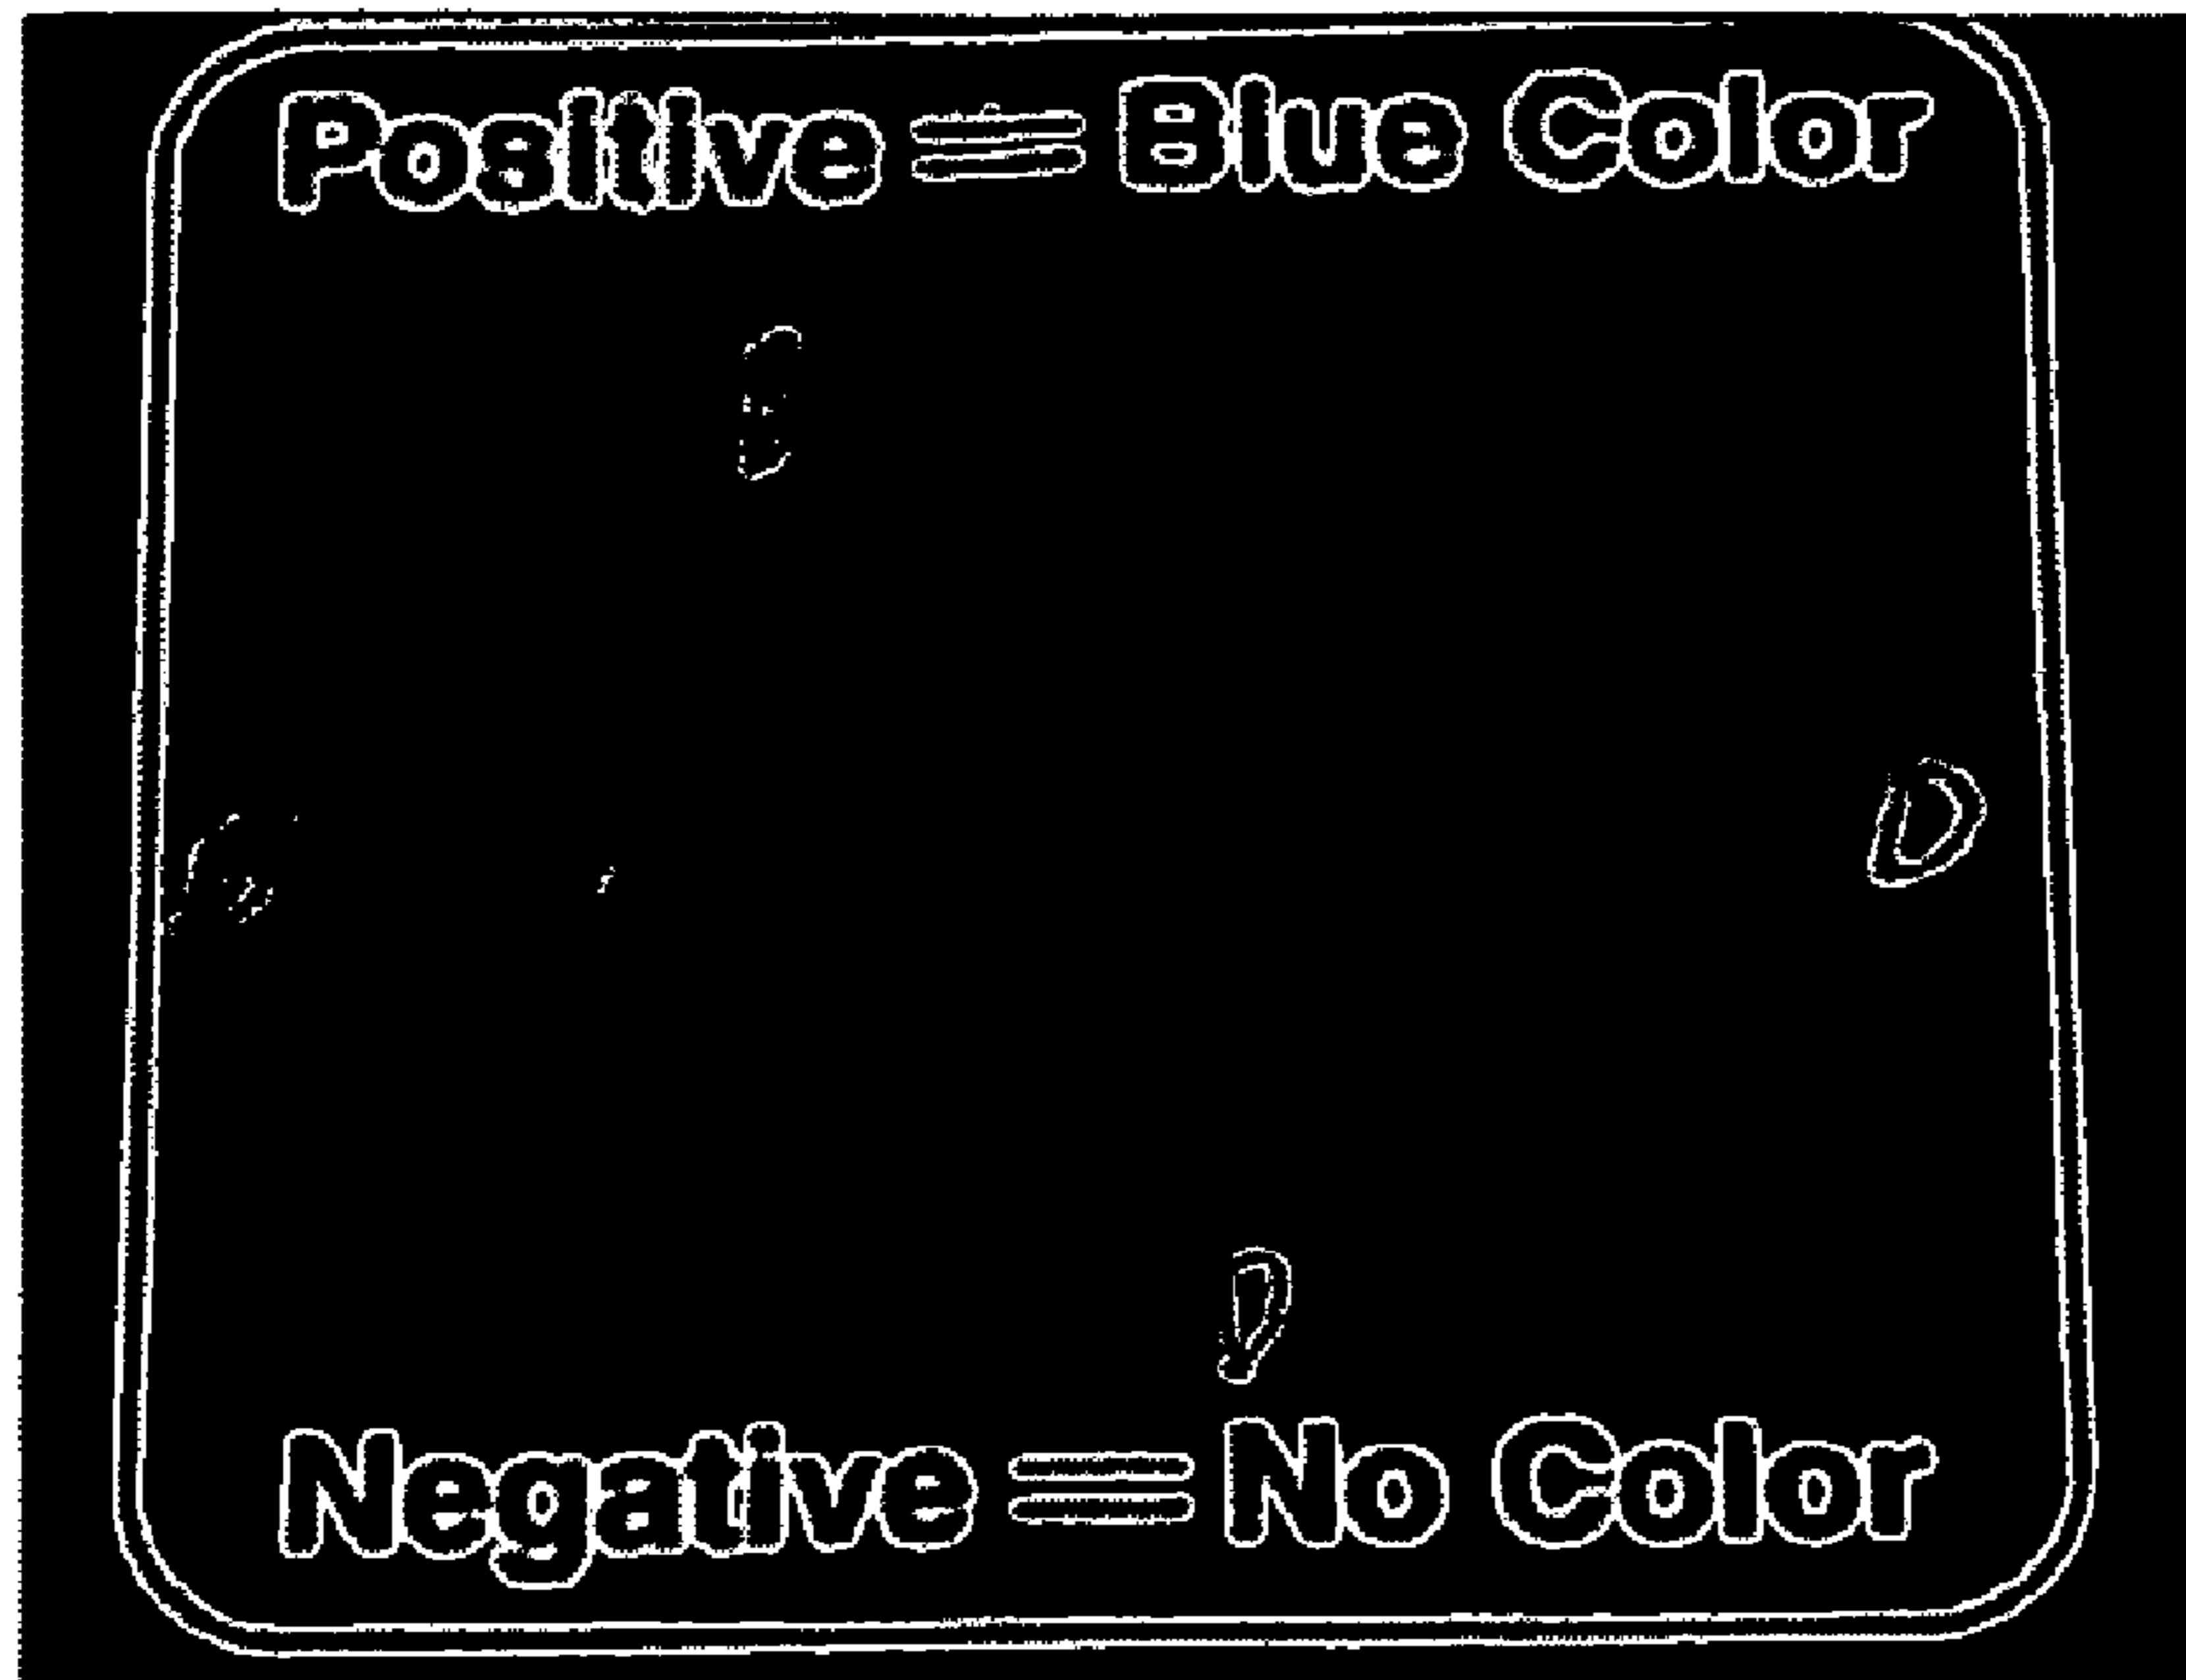 Positive = Blue Color
Negative = No Color